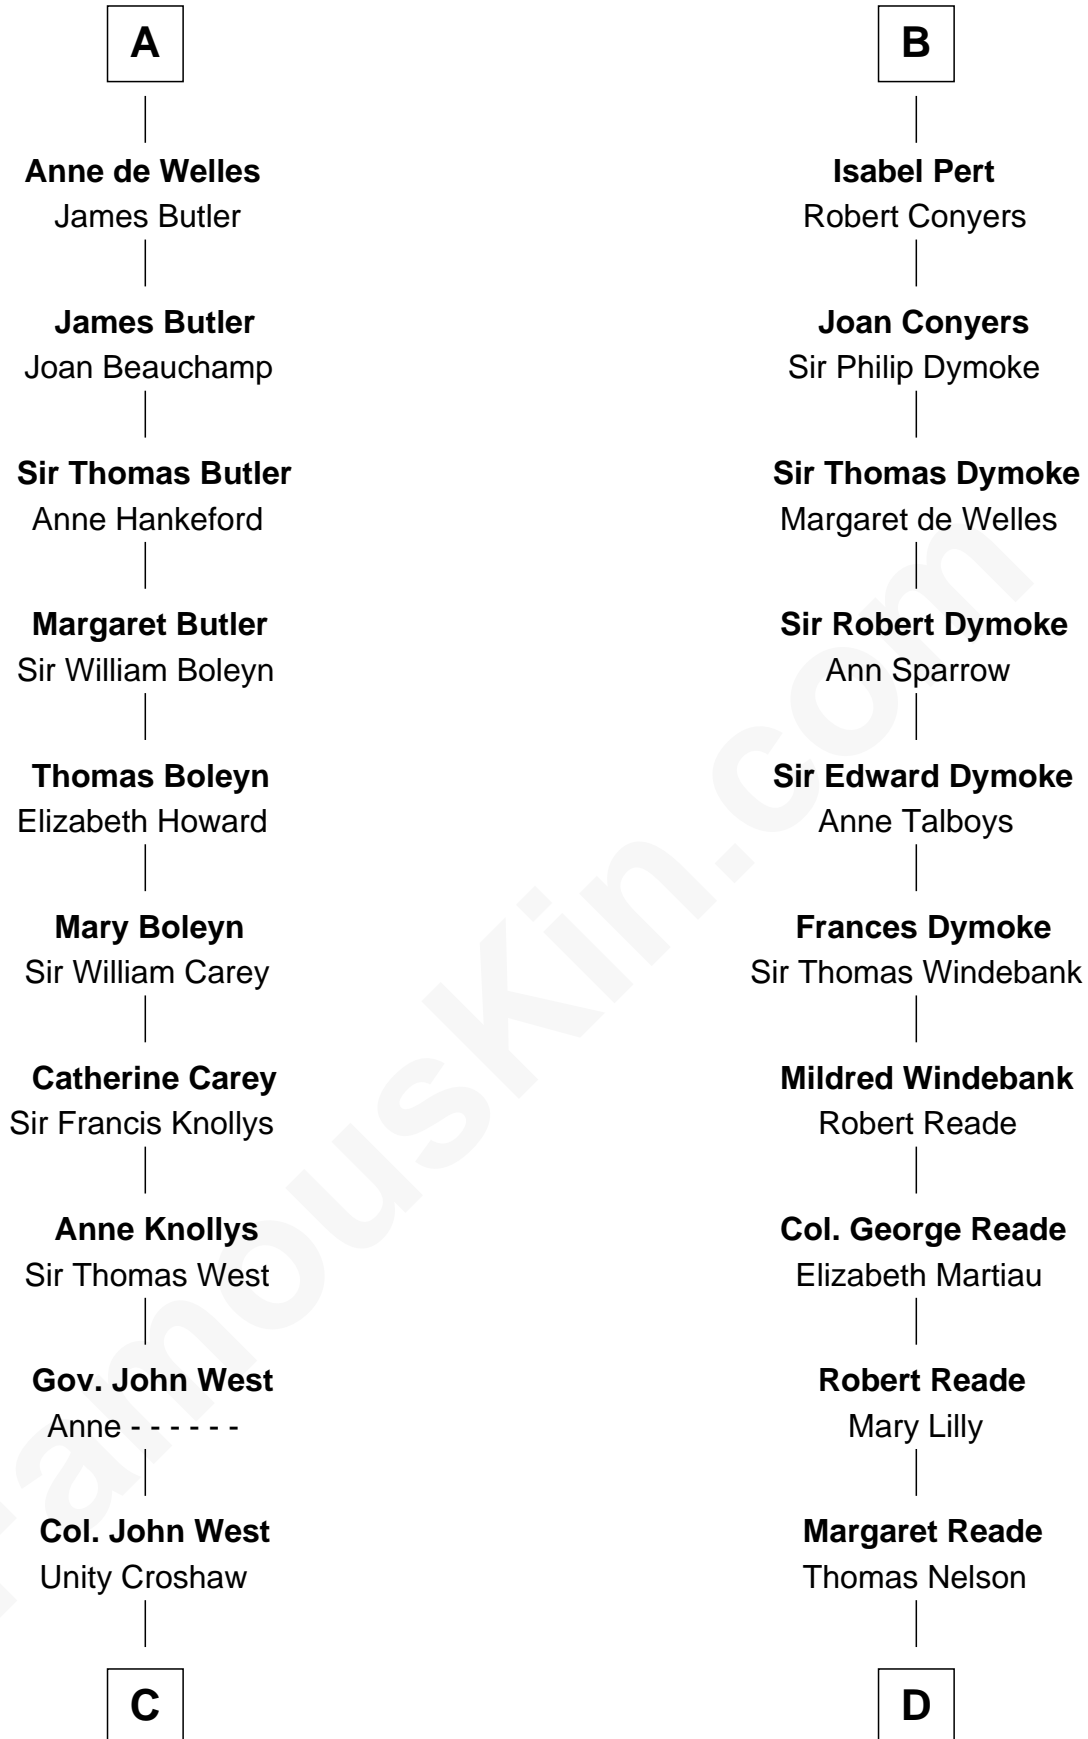 A
Anne de Welles
James Butler
James Butler
Joan Beauchamp
Sir Thomas Butler
Anne Hankeford
Margaret Butler
Sir William Boleyn
Thomas Boleyn
Elizabeth Howard
Mary Boleyn
Sir William Carey
Catherine Carey
Sir Francis Knollys
Anne Knollys
Sir Thomas West
Gov. John West
Anne - - - - - -
Col. John West
Unity Croshaw
C
B
Isabel Pert
Robert Conyers
Joan Conyers
Sir Philip Dymoke
Sir Thomas Dymoke
Margaret de Welles
Sir Robert Dymoke
Ann Sparrow
Sir Edward Dymoke
Anne Talboys
Frances Dymoke
Sir Thomas Windebank
Mildred Windebank
Robert Reade
Col. George Reade
Elizabeth Martiau
Robert Reade
Mary Lilly
Margaret Reade
Thomas Nelson
D
FamousKin.com